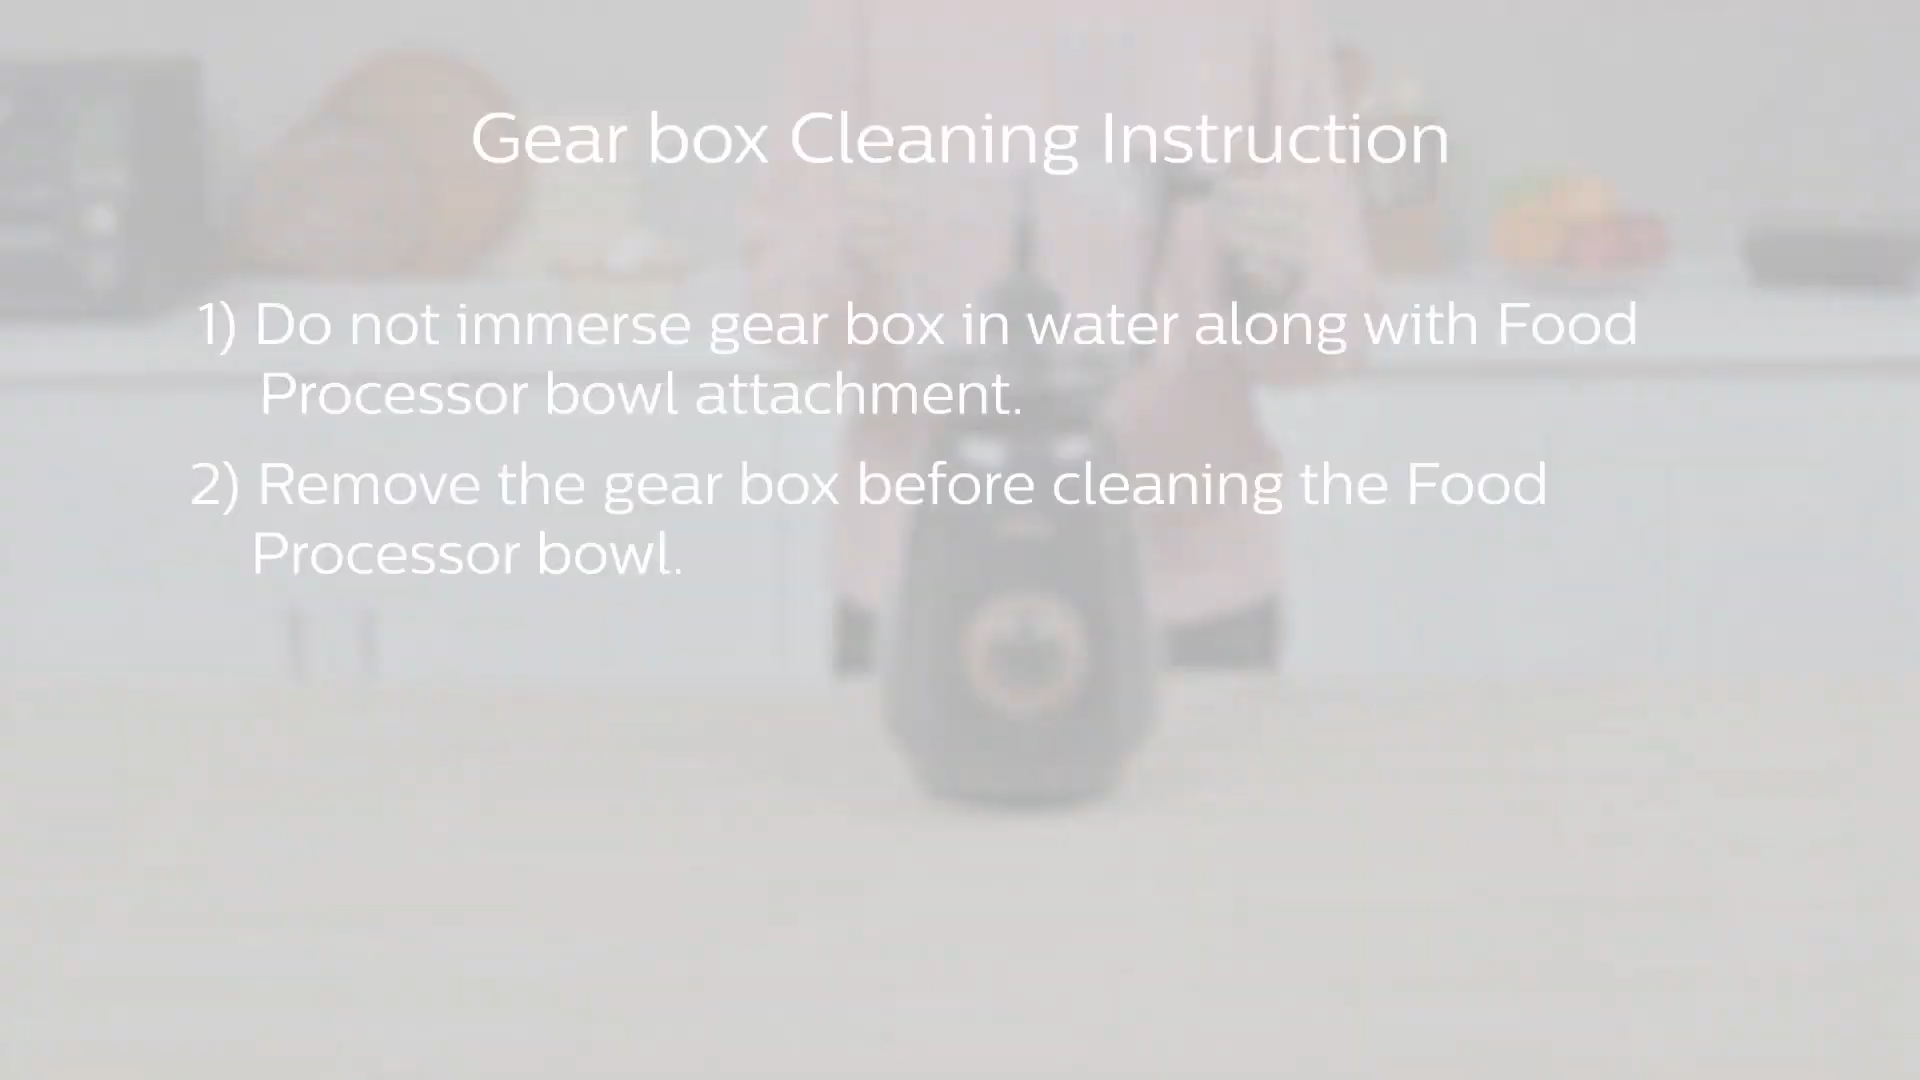 Gear box Cleaning Instruction
1) Do not immerse gear box in water along with Food
Processor bowl attachment.
2) Remove the gear box before cleaning the Food
Processor bowl.